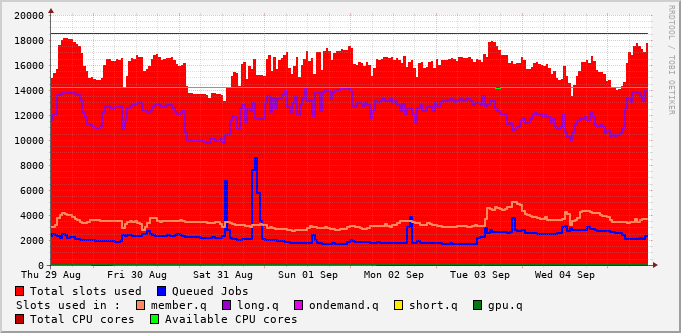 20000
18000
16000
14000
12000
10000
8000
6000
4000
2000
0
Thu 29 Aug Fri 30 Aug Sat 31 Aug Sun 01 Sep Mon 02 Sep Tue 03 Sep Wed 04 Sep
RRDTOOL / TOBI OETIKER
Total slots used Queued Jobs
Slots used in : member.q long.q ondemand.q short.q gpu.q
Total CPU cores Available CPU cores